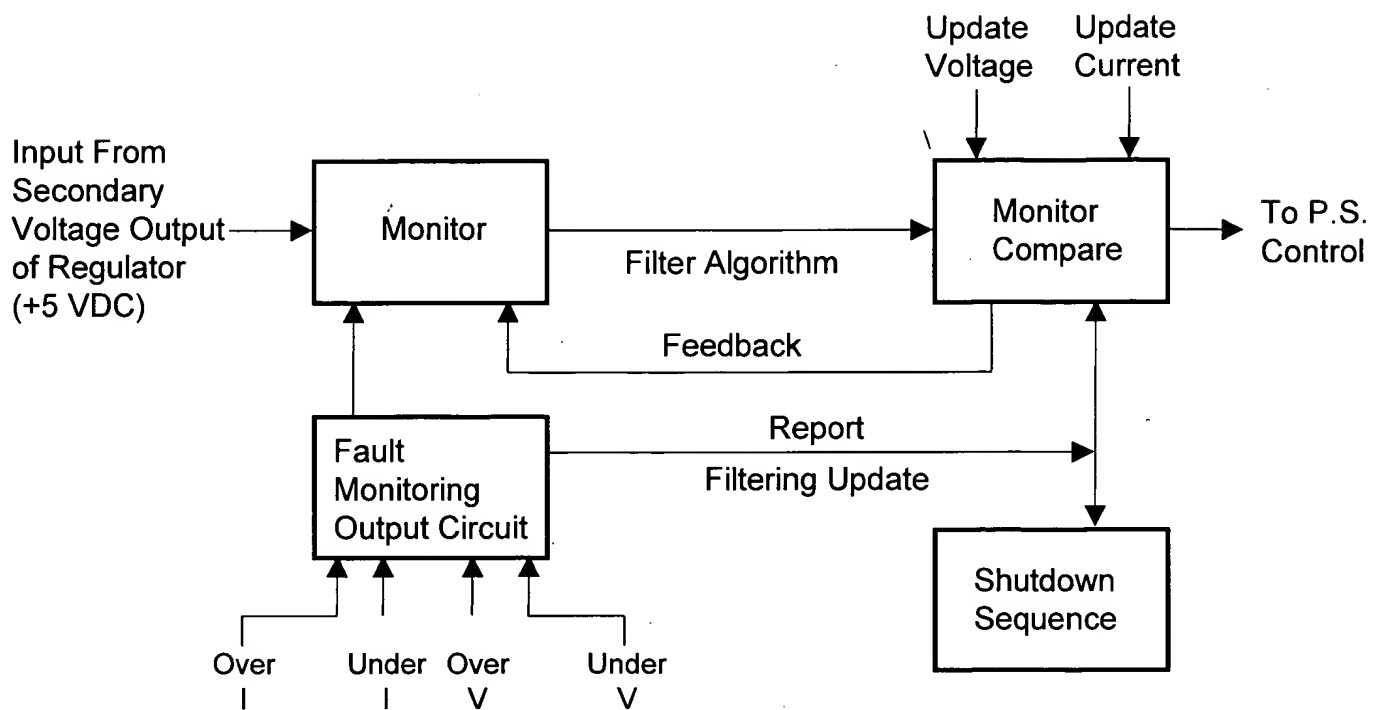 Update
Voltage
Update
Current
Input From
Secondary
Voltage Output
of Regulator
(+5 VDC)
Monitor
Filter Algorithm
Monitor
Compare
To P.S.
Control
Feedback
Fault
Monitoring
Output Circuit
Report
Filtering Update
Shutdown
Sequence
Over
I
Under
I
Over
V
Under
V